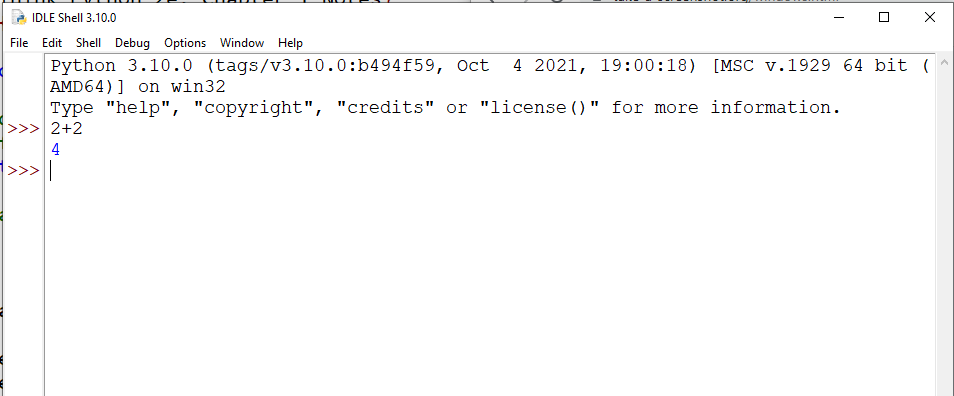 IDLE Shell 3.10.0
File Edit Shell Debug Options Window Help
Python 3.10.0 (tags/v3.10.0:b494f59, Oct  4 2021, 19:00:18) [MSC v.1929 64 bit (
AMD64)] on win32
Type "help", "copyright", "credits" or "license()" for more information.
>>> 2+2
4
>>>